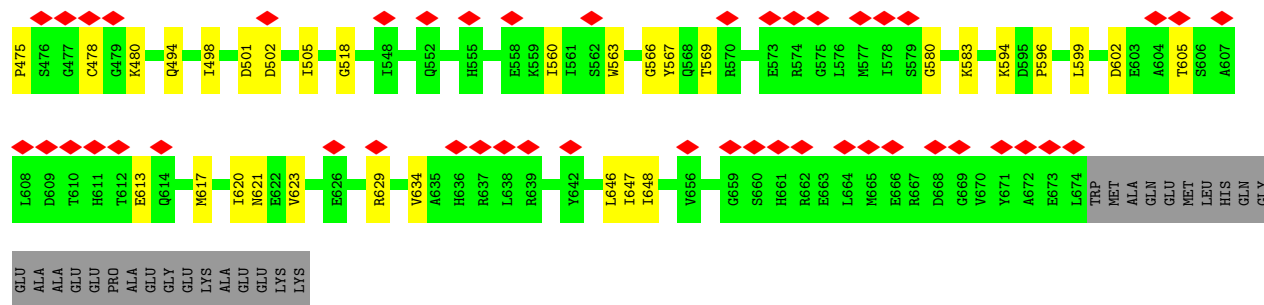 P475 S476 G477 C478 G479 K480 Q494 I498 D501 D502 I505 G518 I548 Q552 H555 E558 K559 I560 I561 S562 W563 G566 Y567 Q568 T569 R570 E573 R574 G575 L576 M577 I578 S579 G580 K583 K594 D595 P596 L599 D602 E603 A604 T605 S606 A607
L608 D609 T610 H611 T612 E613 Q614 M617 I620 N621 E622 V623 E626 R629 V634 A635 H636 R637 L638 R639 Y642 L646 I647 I648 V656 G659 S660 H661 R662 E663 L664 M665 E666 R667 D668 G669 V670 Y671 A672 E673 L674 TRP MET ALA GLN GLU MET LEU HIS GLN GLY
GLU ALA ALA GLU GLU PRO ALA GLU GLY GLU LYS ALA GLU GLU LYS LYS